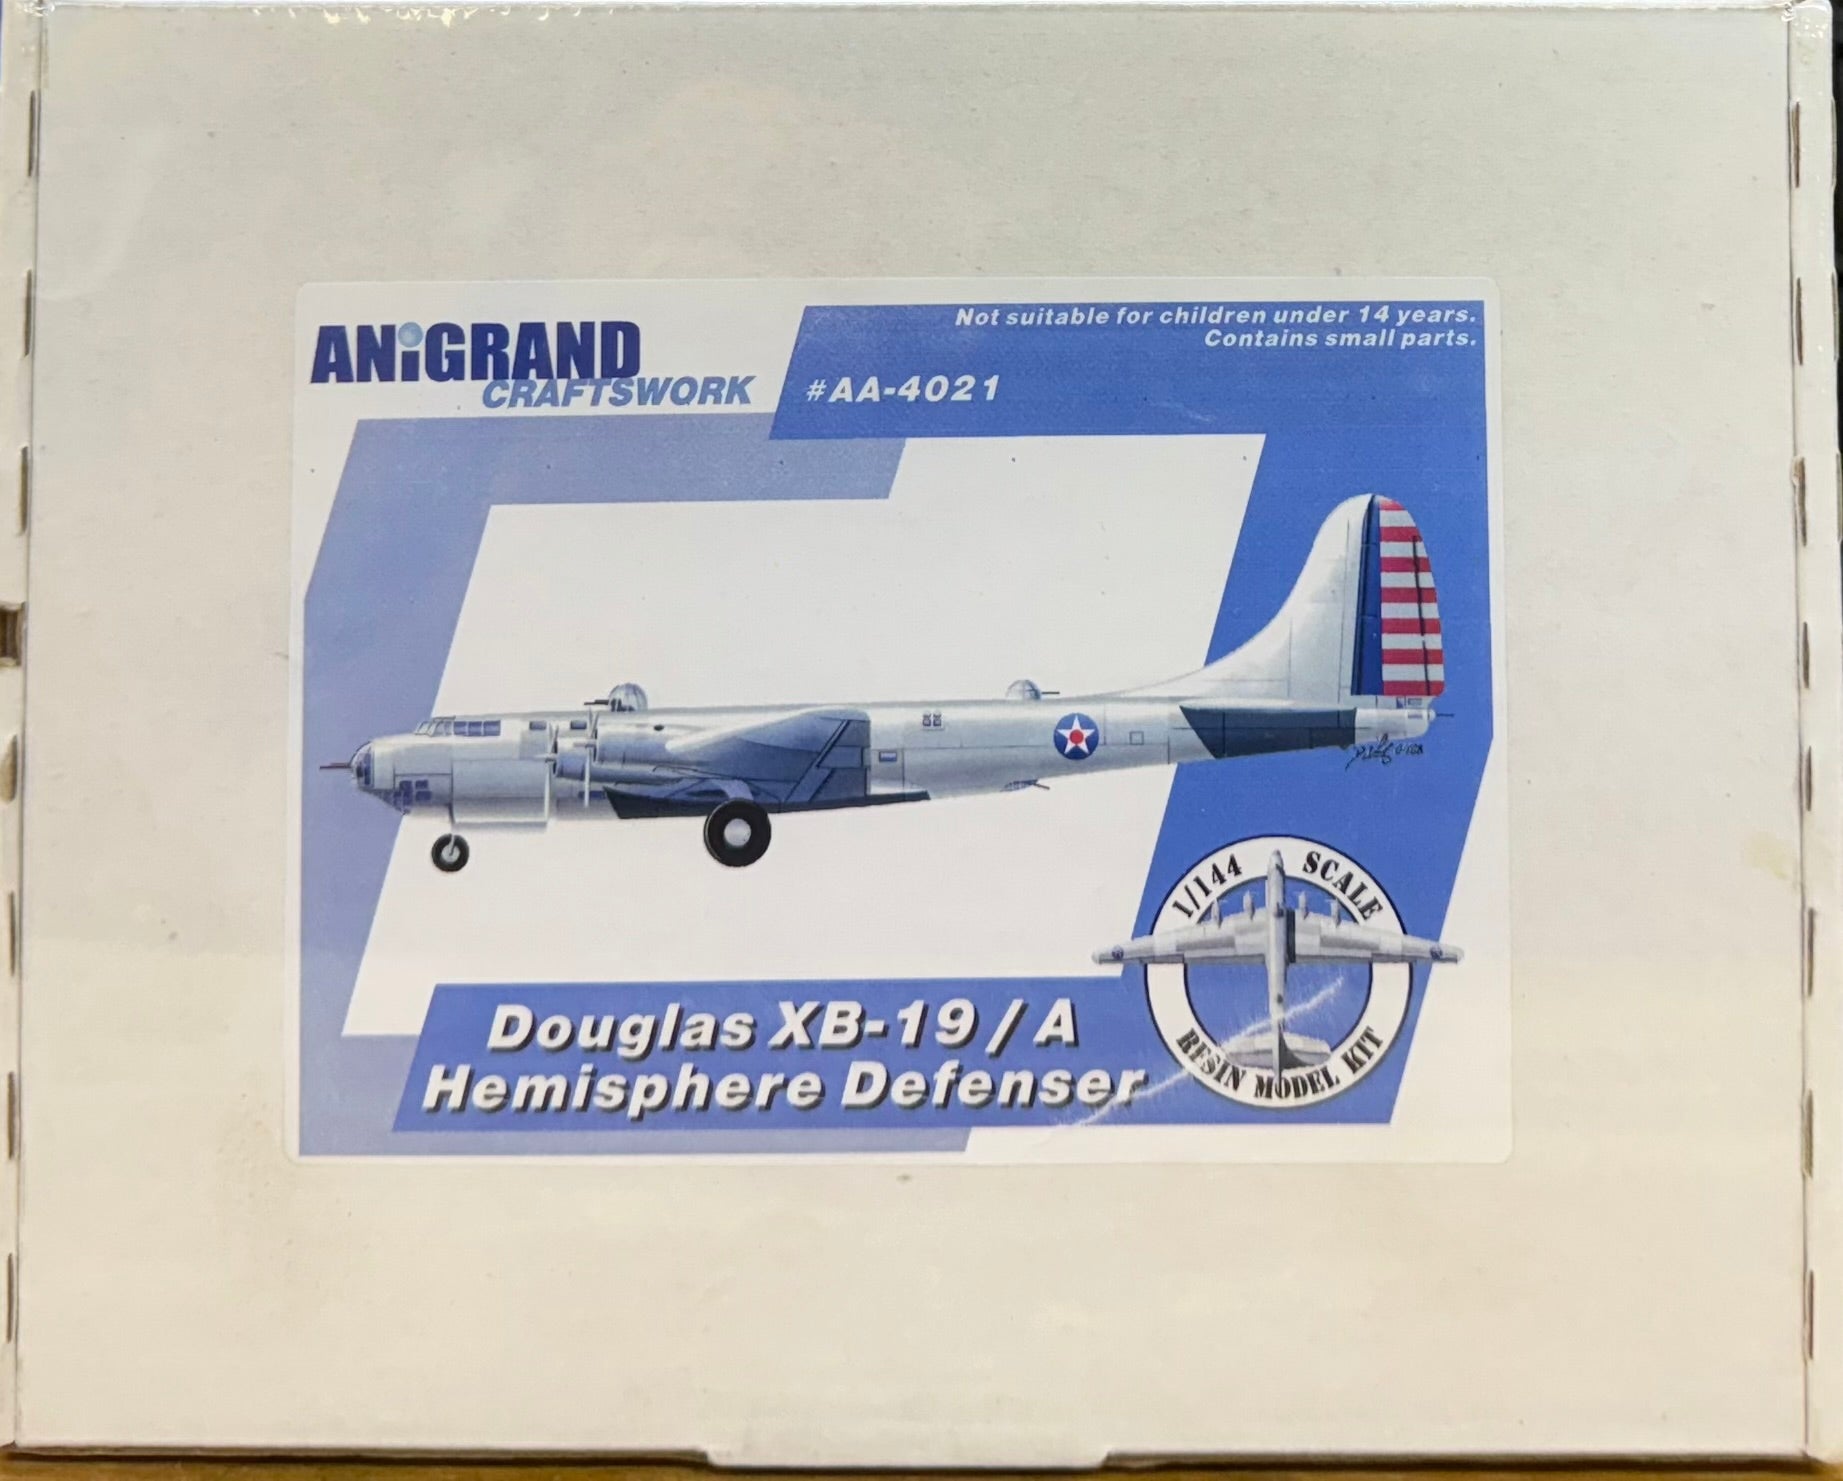 ANiGRAND
CRAFTSWORK
Not suitable for children under 14 years.
Contains small parts.
#AA-4021
1/144 SCALE
RESIN MODEL KIT
Douglas XB-19/A
Hemisphere Defenser